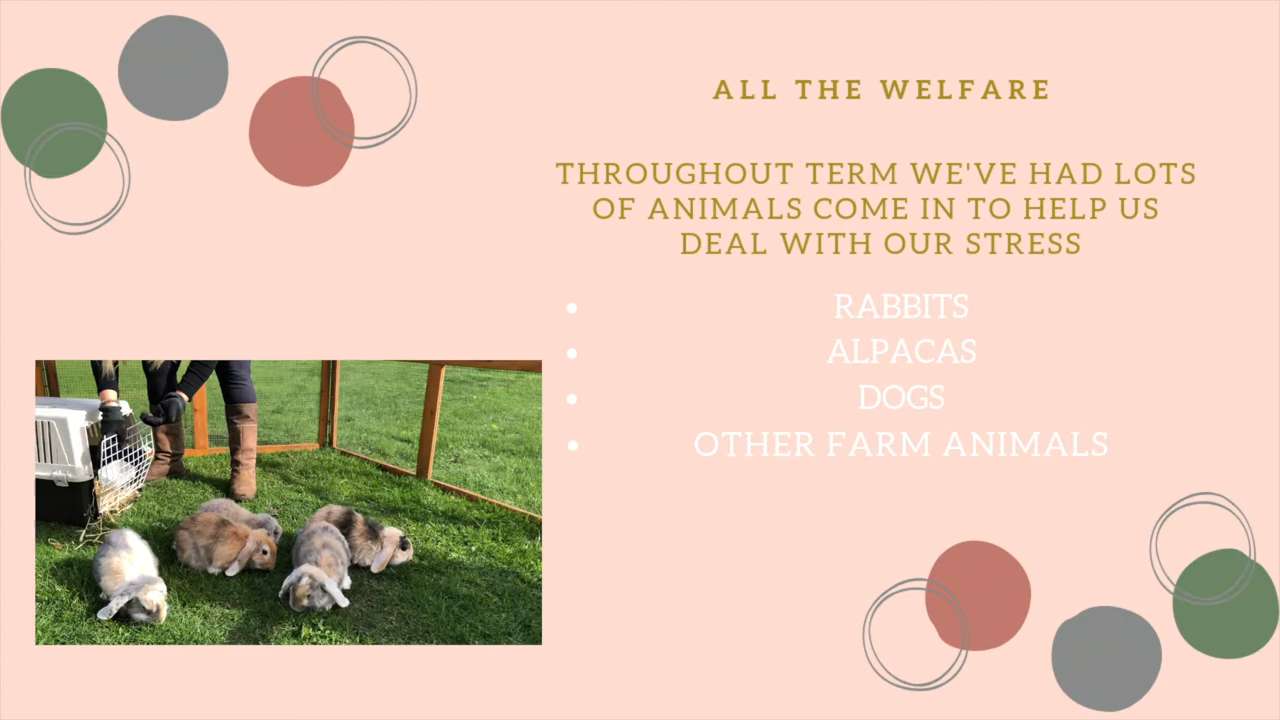 ALL THE WELFARE
THROUGHOUT TERM WE'VE HAD LOTS
OF ANIMALS COME IN TO HELP US
DEAL WITH OUR STRESS
• RABBITS
• ALPACAS
• DOGS
• OTHER FARM ANIMALS